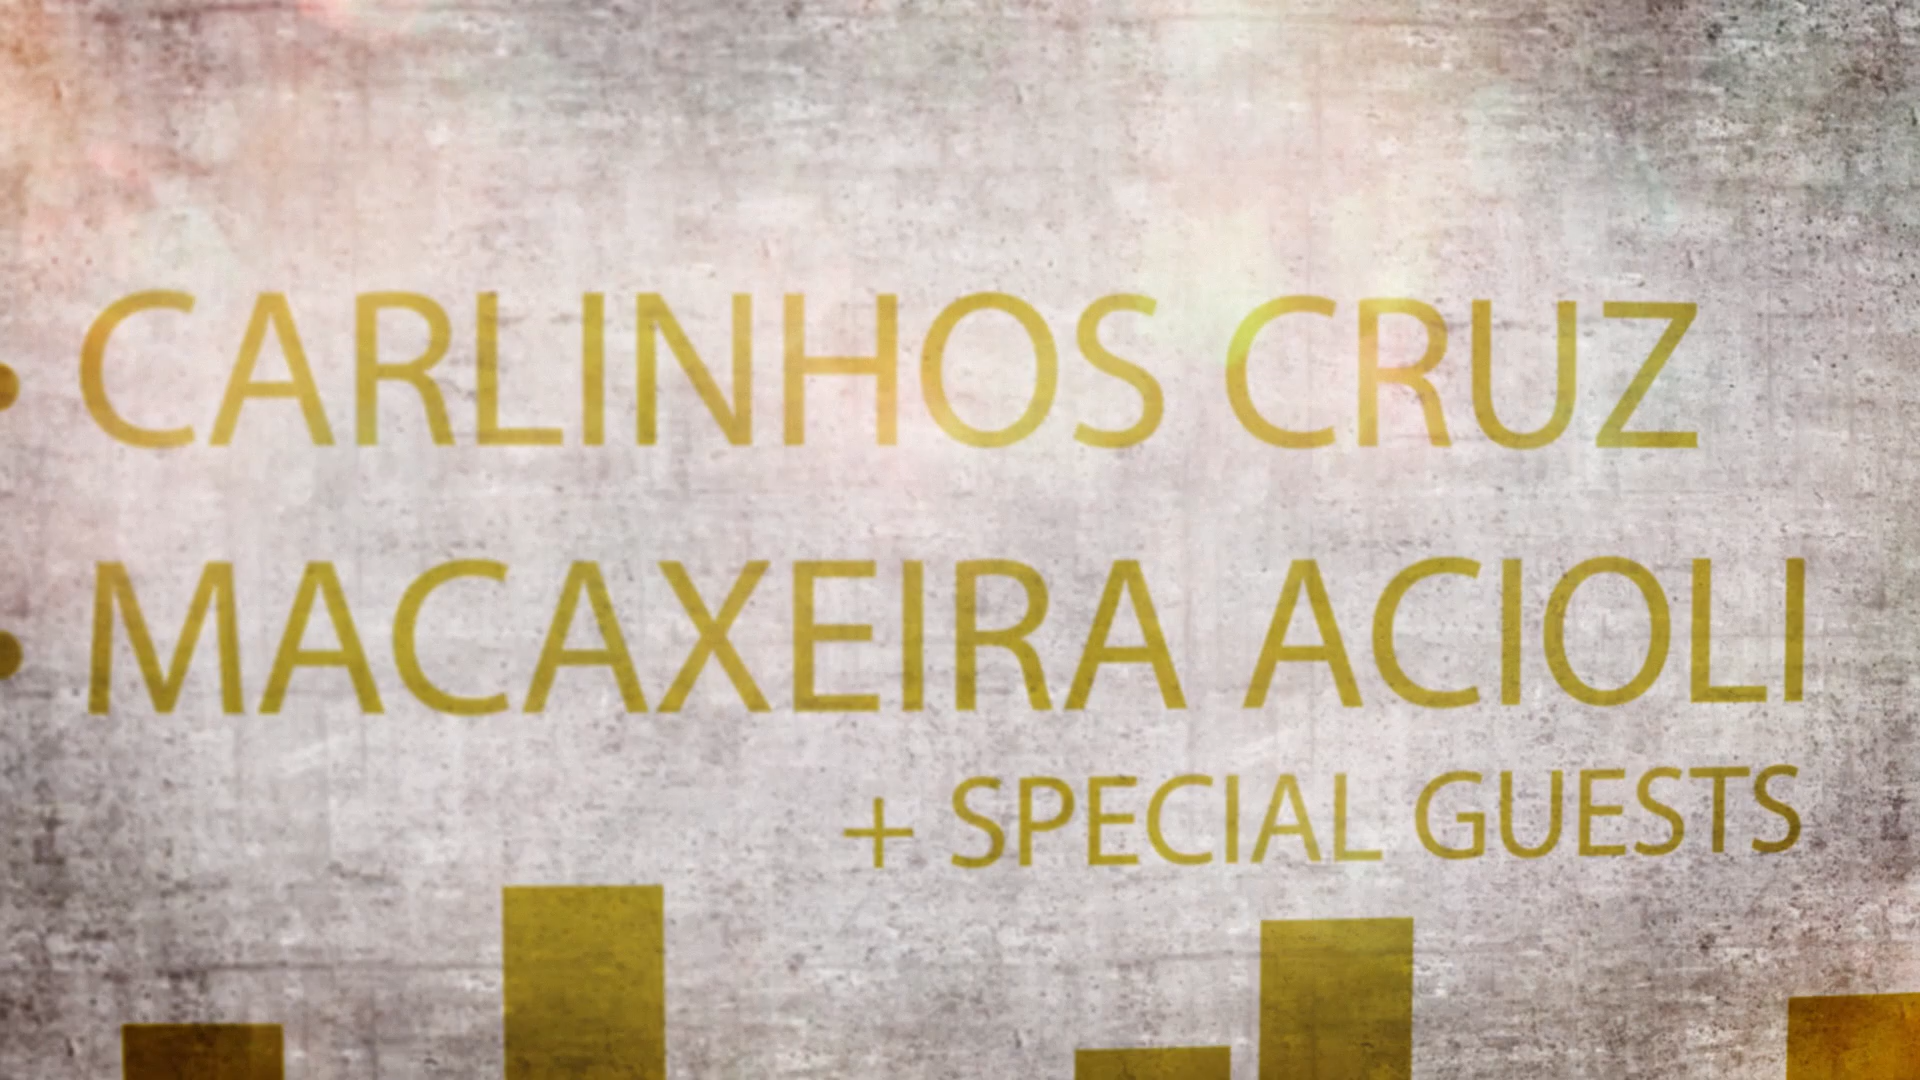 • CARLINHOS CRUZ
• MACAXEIRA ACIOLI
+ SPECIAL GUESTS